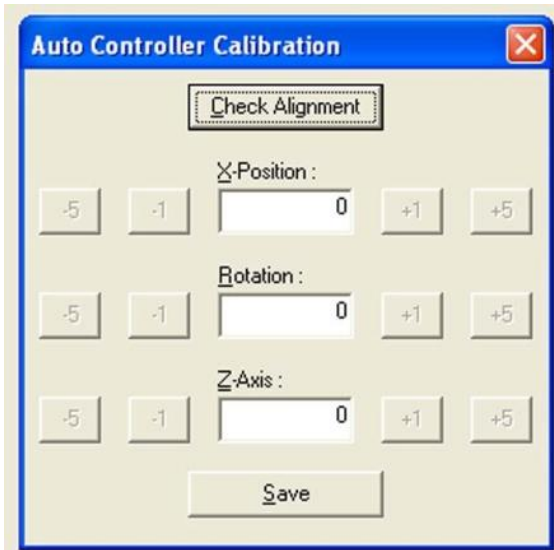 Auto Controller Calibration
Check Alignment
X-Position :
-5 -1 0 +1 +5
Rotation :
-5 -1 0 +1 +5
Z-Axis :
-5 -1 0 +1 +5
Save